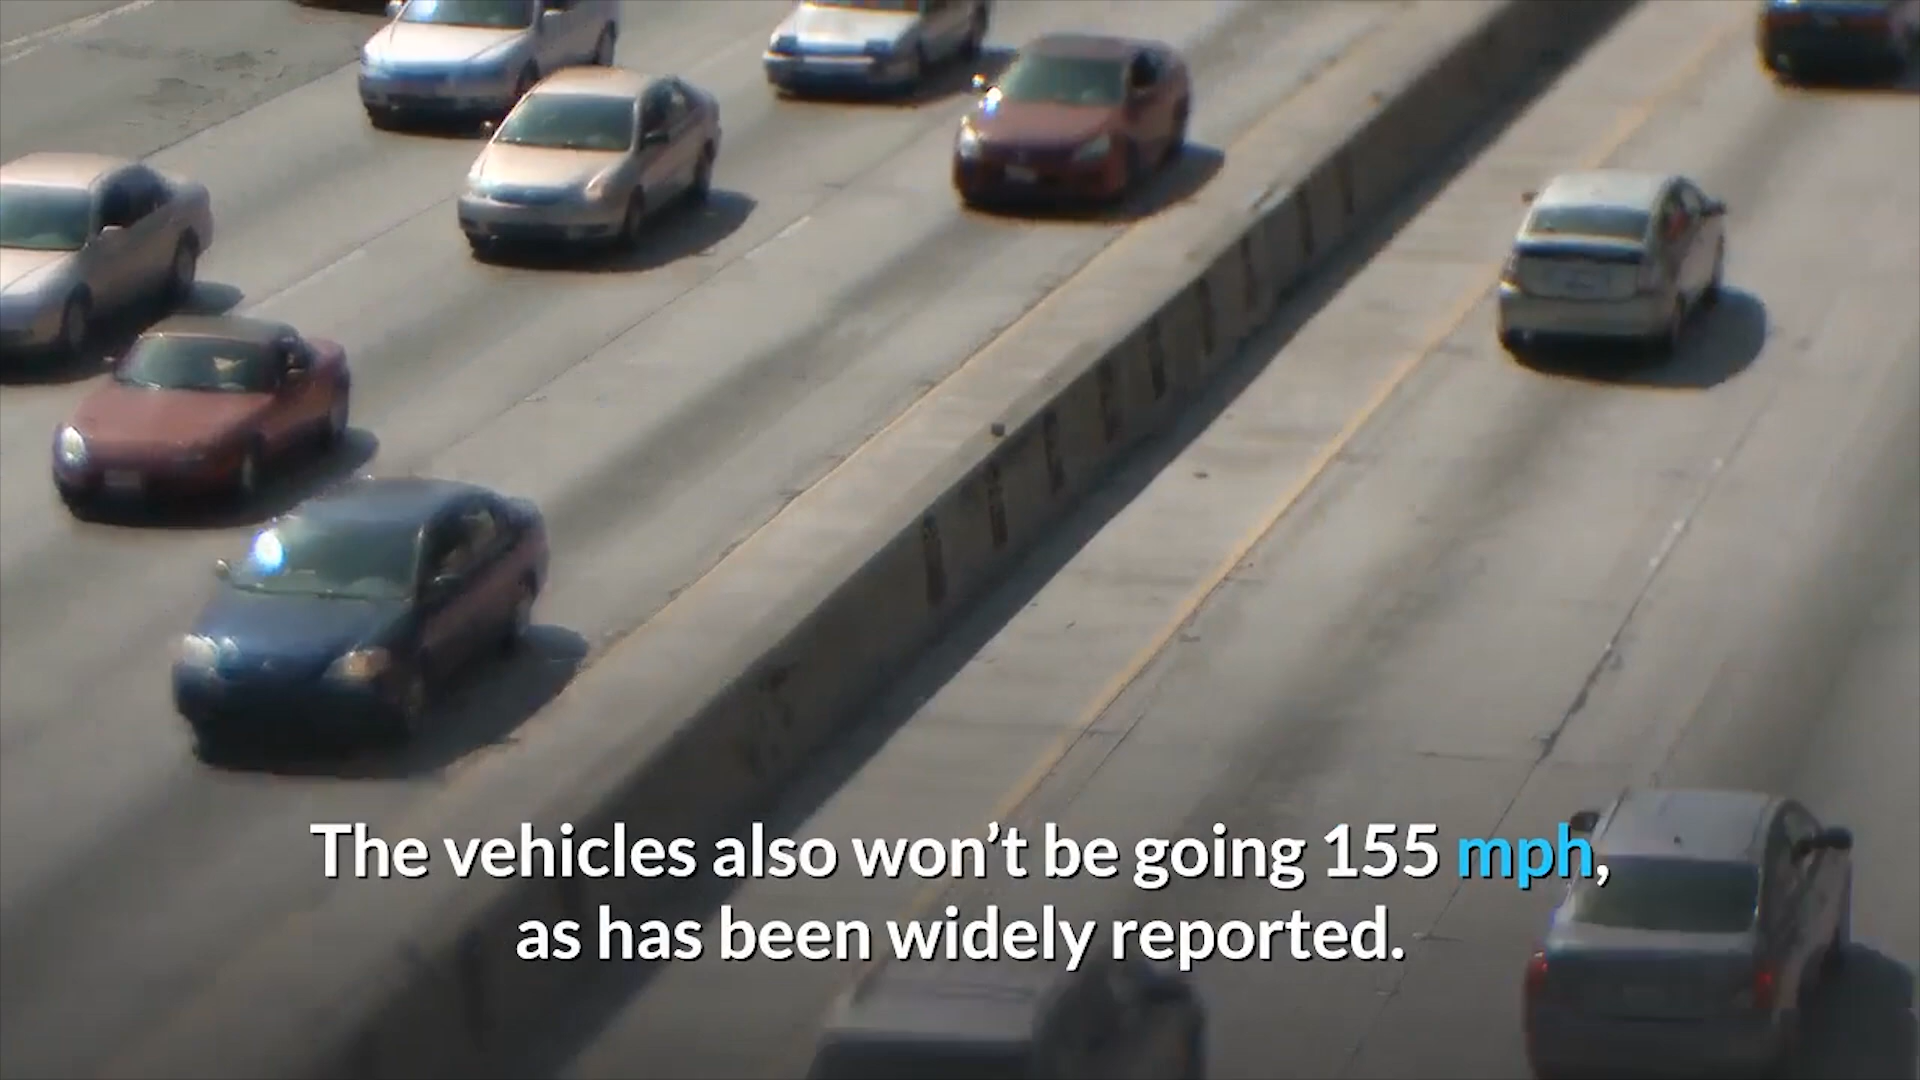 The vehicles also won’t be going 155 mph,
as has been widely reported.